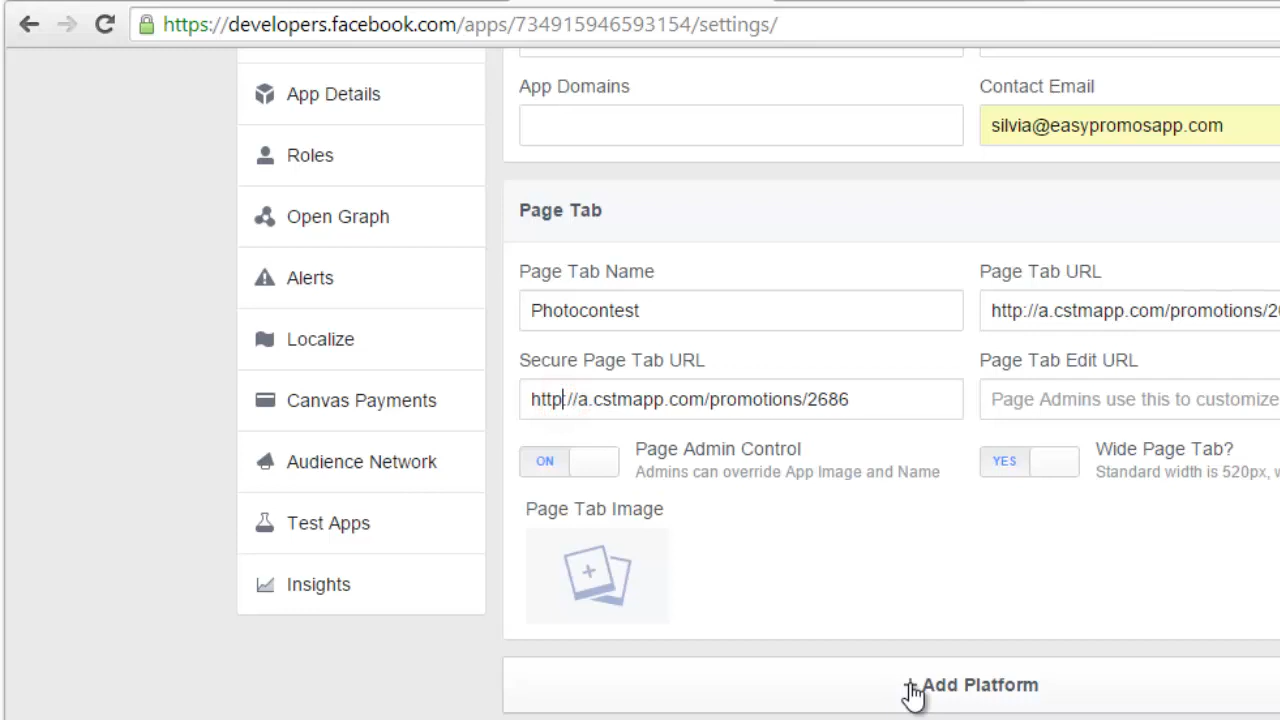 https://developers.facebook.com/apps/734915946593154/settings/
App Details
Roles
Open Graph
Alerts
Localize
Canvas Payments
Audience Network
Test Apps
Insights
App Domains
Contact Email
silvia@easypromosapp.com
Page Tab
Page Tab Name
Page Tab URL
Photocontest
http://a.cstmapp.com/promotions/2
Secure Page Tab URL
Page Tab Edit URL
http://a.cstmapp.com/promotions/2686
Page Admins use this to customize
ON
Page Admin Control
Admins can override App Image and Name
YES
Wide Page Tab?
Standard width is 520px,
Page Tab Image
+ Add Platform